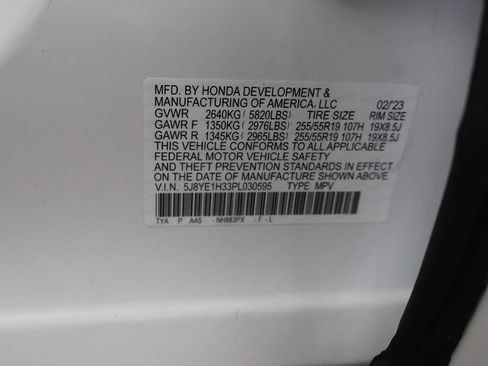 MFD. BY HONDA DEVELOPMENT &
MANUFACTURING OF AMERICA, LLC 02/23
GVWR 2640KG( 5820LBS) TIRE SIZE RIM SIZE
GAWR F 1350KG( 2976LBS) 255/55R19 107H 19X8.5J
GAWR R 1345KG( 2965LBS) 255/55R19 107H 19X8.5J
THIS VEHICLE CONFORMS TO ALL APPLICABLE
FEDERAL MOTOR VEHICLE SAFETY
AND THEFT PREVENTION STANDARDS IN EFFECT
ON THE DATE OF MANUFACTURE SHOWN ABOVE.
V.I.N.: 5J8YE1H33PL030595 TYPE: MPV
TYA P AA5 - NH883PX - F - L